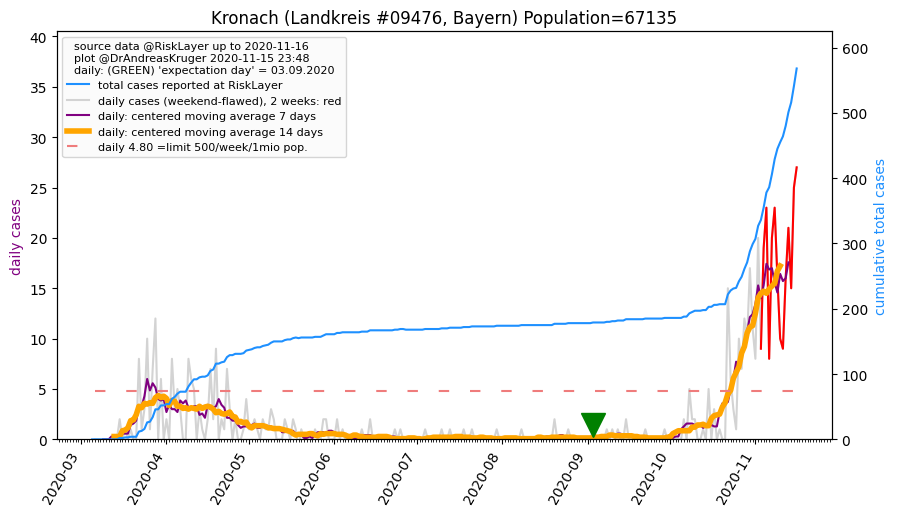 Kronach (Landkreis #09476, Bayern) Population=67135
source data @RiskLayer up to 2020-11-16
plot @DrAndreasKruger 2020-11-15 23:48
daily: (GREEN) 'expectation day' = 03.09.2020
total cases reported at RiskLayer
daily cases (weekend-flawed), 2 weeks: red
daily: centered moving average 7 days
daily: centered moving average 14 days
daily 4.80 =limit 500/week/1mio pop.
daily cases
40
35
30
25
20
15
10
5
0
cumulative total cases
600
500
400
300
200
100
0
2020-03
2020-04
2020-05
2020-06
2020-07
2020-08
2020-09
2020-10
2020-11